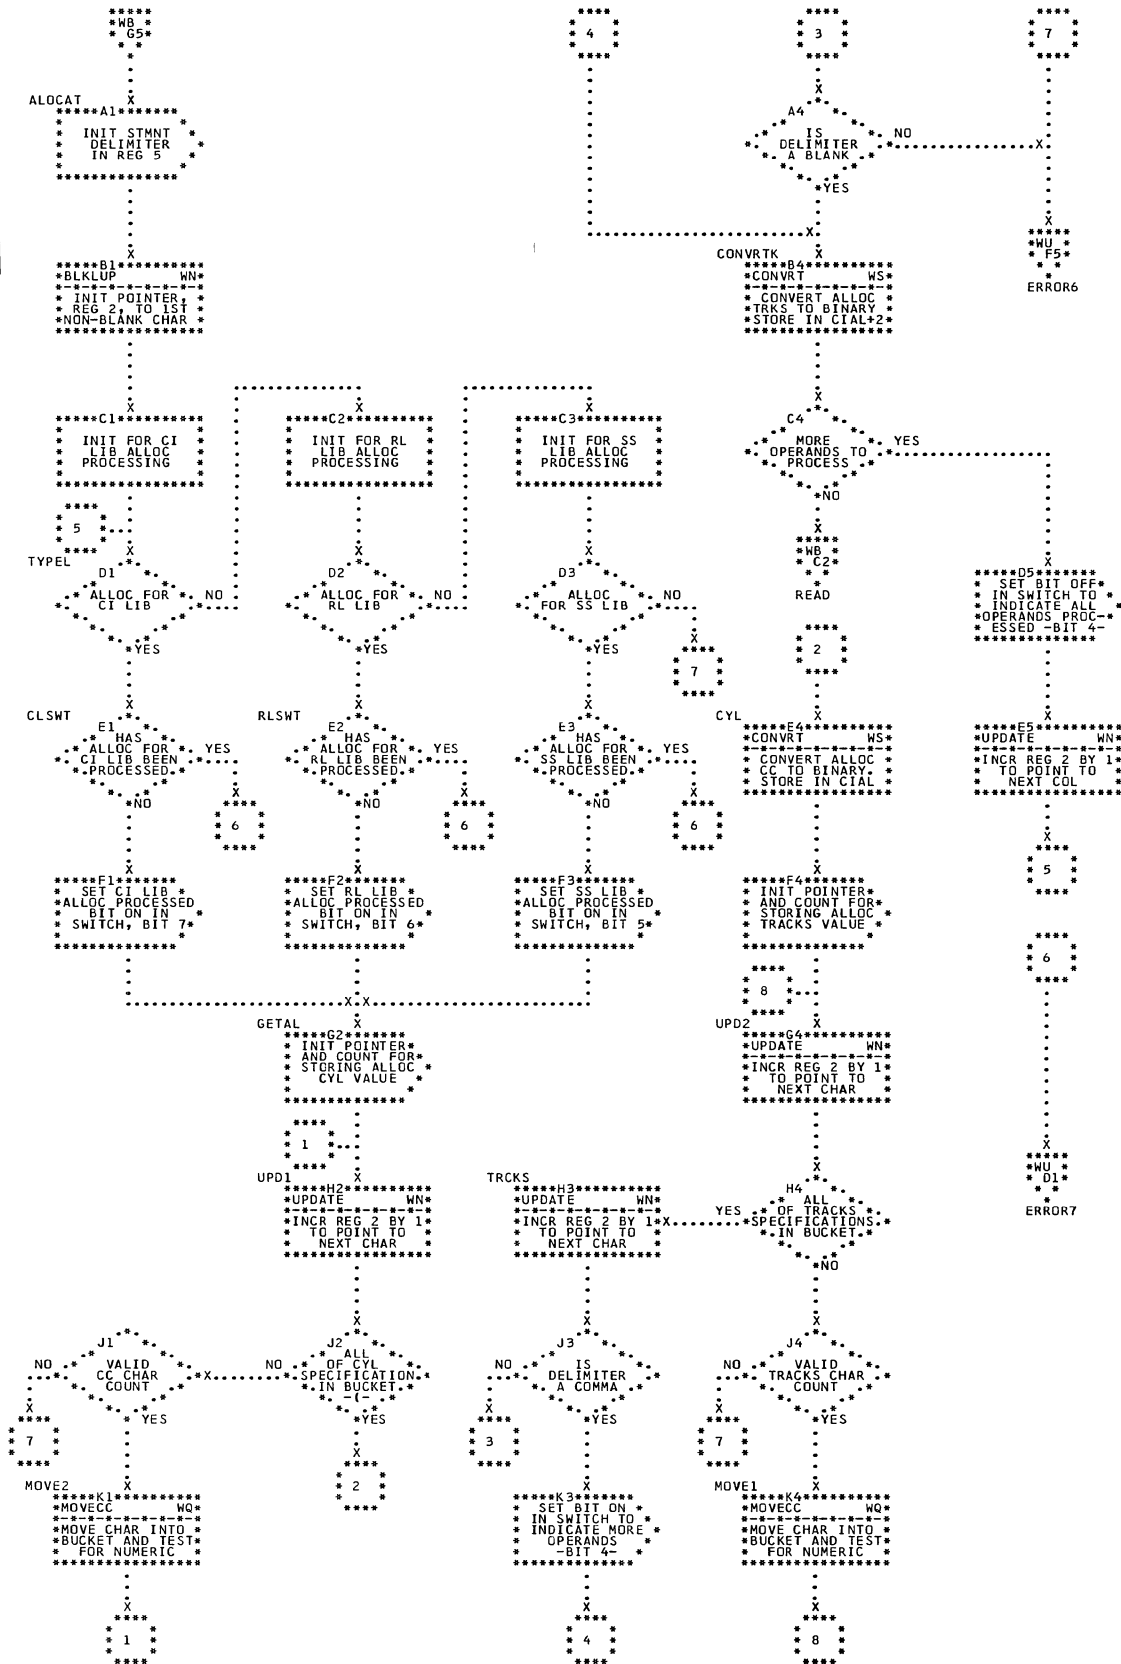 WB
G5
4
3
7
ALOCAT
A1
INIT STMNT
DELIMITER
IN REG 5
A4
IS
DELIMITER
A BLANK
NO
YES
WU
F5
ERROR6
B1
BLKLUP WN
INIT POINTER,
REG 2, TO 1ST
NON-BLANK CHAR
CONVRTK
B4
CONVRT WS
CONVERT ALLOC
TRKS TO BINARY
STORE IN CIAL+2
C1
INIT FOR CI
LIB ALLOC
PROCESSING
C2
INIT FOR RL
LIB ALLOC
PROCESSING
C3
INIT FOR SS
LIB ALLOC
PROCESSING
C4
MORE
OPERANDS TO
PROCESS
YES
NO
5
WB
C2
READ
TYPEL
D1
ALLOC FOR
CI LIB
NO
YES
D2
ALLOC FOR
RL LIB
NO
YES
D3
ALLOC
FOR SS LIB
NO
YES
7
2
D5
SET BIT OFF
IN SWITCH TO
INDICATE ALL
OPERANDS PROC-
ESSED -BIT 4-
CLSWT
E1
HAS
ALLOC FOR
CI LIB BEEN
PROCESSED
YES
NO
6
RLSWT
E2
HAS
ALLOC FOR
RL LIB BEEN
PROCESSED
YES
NO
6
E3
HAS
ALLOC FOR
SS LIB BEEN
PROCESSED
YES
NO
6
CYL
E4
CONVRT WS
CONVERT ALLOC
CC TO BINARY.
STORE IN CIAL
E5
UPDATE WN
INCR REG 2 BY 1
TO POINT TO
NEXT COL
5
F1
SET CI LIB
ALLOC PROCESSED
BIT ON IN
SWITCH, BIT 7
F2
SET RL LIB
ALLOC PROCESSED
BIT ON IN
SWITCH, BIT 6
F3
SET SS LIB
ALLOC PROCESSED
BIT ON IN
SWITCH, BIT 5
F4
INIT POINTER
AND COUNT FOR
STORING ALLOC
TRACKS VALUE
6
8
GETAL
G2
INIT POINTER
AND COUNT FOR
STORING ALLOC
CYL VALUE
UPD2
G4
UPDATE WN
INCR REG 2 BY 1
TO POINT TO
NEXT CHAR
1
UPD1
H2
UPDATE WN
INCR REG 2 BY 1
TO POINT TO
NEXT CHAR
TRCKS
H3
UPDATE WN
INCR REG 2 BY 1
TO POINT TO
NEXT CHAR
H4
ALL
OF TRACKS
SPECIFICATIONS
IN BUCKET
YES
NO
WU
D1
ERROR7
J1
VALID
CC CHAR
COUNT
NO
YES
7
J2
ALL
OF CYL
SPECIFICATION
IN BUCKET
-(-
NO
YES
2
J3
IS
DELIMITER
A COMMA
NO
YES
3
J4
VALID
TRACKS CHAR
COUNT
NO
YES
7
MOVE2
K1
MOVECC WQ
MOVE CHAR INTO
BUCKET AND TEST
FOR NUMERIC
K3
SET BIT ON
IN SWITCH TO
INDICATE MORE
OPERANDS
-BIT 4-
MOVE1
K4
MOVECC WQ
MOVE CHAR INTO
BUCKET AND TEST
FOR NUMERIC
1
4
8